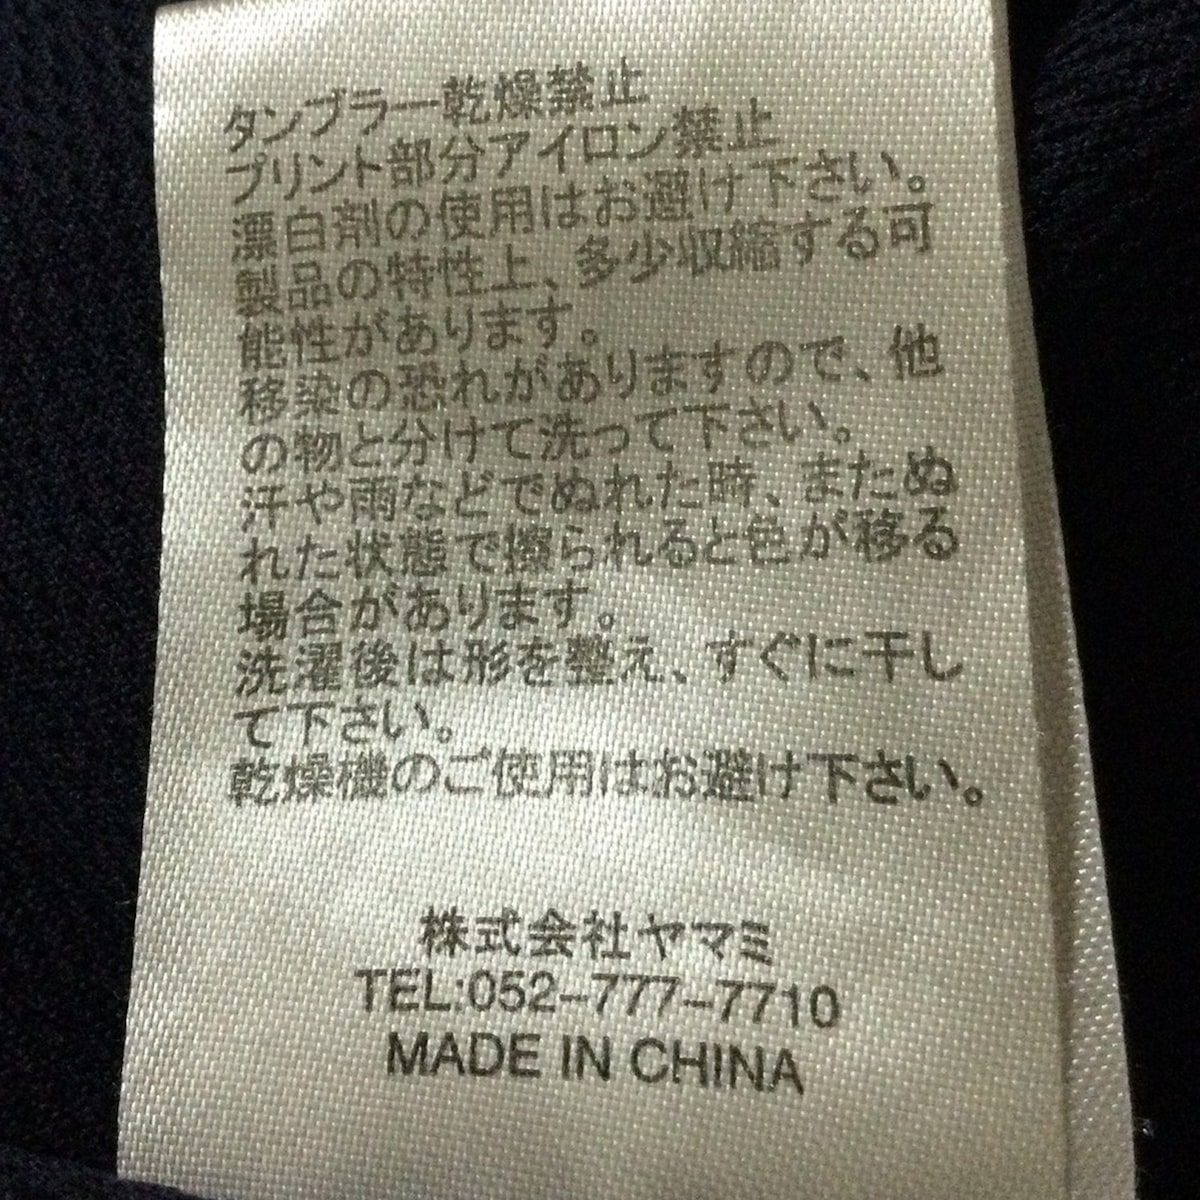 タンブラー乾燥禁止
プリント部分アイロン禁止
漂白剤の使用はお避け下さい。
製品の特性上、多少収縮する可
能性があります。
移染の恐れがありますので、他
の物と分けて洗って下さい。
汗や雨などでぬれた時、またぬ
れた状態で擦られると色が移る
場合があります。
洗濯後は形を整え、すぐに干し
て下さい。
乾燥機のご使用はお避け下さい。
株式会社ヤマミ
TEL:052-777-7710
MADE IN CHINA